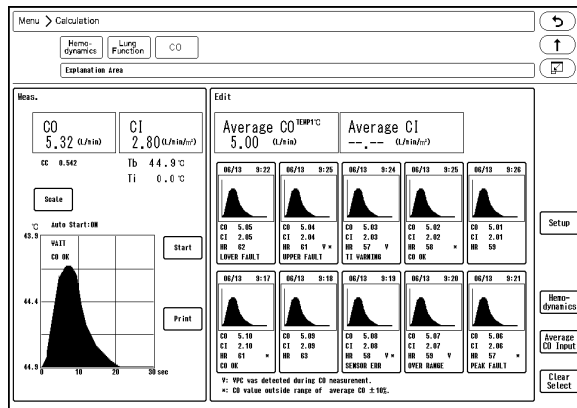 Menu > Calculation
Hemo-
dynamics
Lung
Function
CO
Explanation Area
Meas.
CO
5.32 (L/min)
CI
2.80 (L/min/m²)
CC 0.542
Tb 44.9℃
Ti 0.0℃
Scale
℃ Auto Start:ON
43.9
WAIT
CO OK
44.4
44.9
0 10 20 30 sec
Start
Print
Edit
Average CO TEMP1℃
5.00 (L/min)
Average CI
--.-- (L/min/m²)
06/13 9:22
CO 5.05
CI 2.05
HR 62
LOWER FAULT
06/13 9:25
CO 5.04
CI 2.04
HR 61 V *
UPPER FAULT
06/13 9:24
CO 5.03
CI 2.03
HR 57 V
TI WARNING
06/13 9:25
CO 5.02
CI 2.02
HR 58 *
CO OK
06/13 9:26
CO 5.01
CI 2.01
HR 59
06/13 9:17
CO 5.10
CI 2.10
HR 61 *
CO OK
06/13 9:18
CO 5.09
CI 2.09
HR 63
06/13 9:19
CO 5.08
CI 2.08
HR 58 V *
SENSOR ERR
06/13 9:20
CO 5.07
CI 2.07
HR 59 V
OVER RANGE
06/13 9:21
CO 5.06
CI 2.06
HR 57 *
PEAK FAULT
V: VPC was detected during CO measurement.
*: CO value outside range of average CO ±10%.
Setup
Hemo-
dynamics
Average
CO Input
Clear
Select